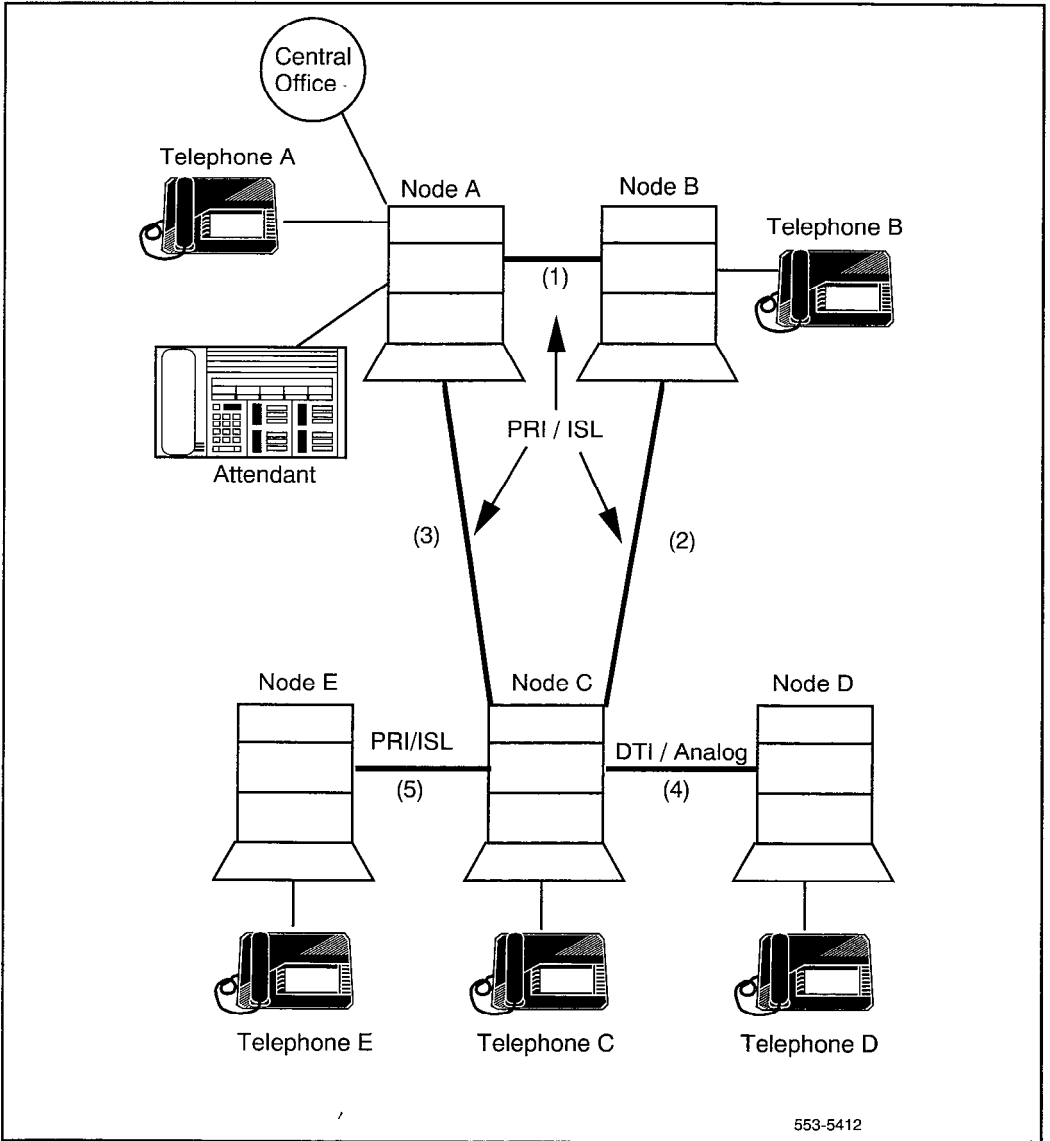 Central
Office
Telephone A
Node A
Node B
Telephone B
(1)
PRI / ISL
Attendant
(3)
(2)
Node E
Node C
Node D
PRI/ISL
DTI / Analog
(5)
(4)
Telephone E
Telephone C
Telephone D
553-5412